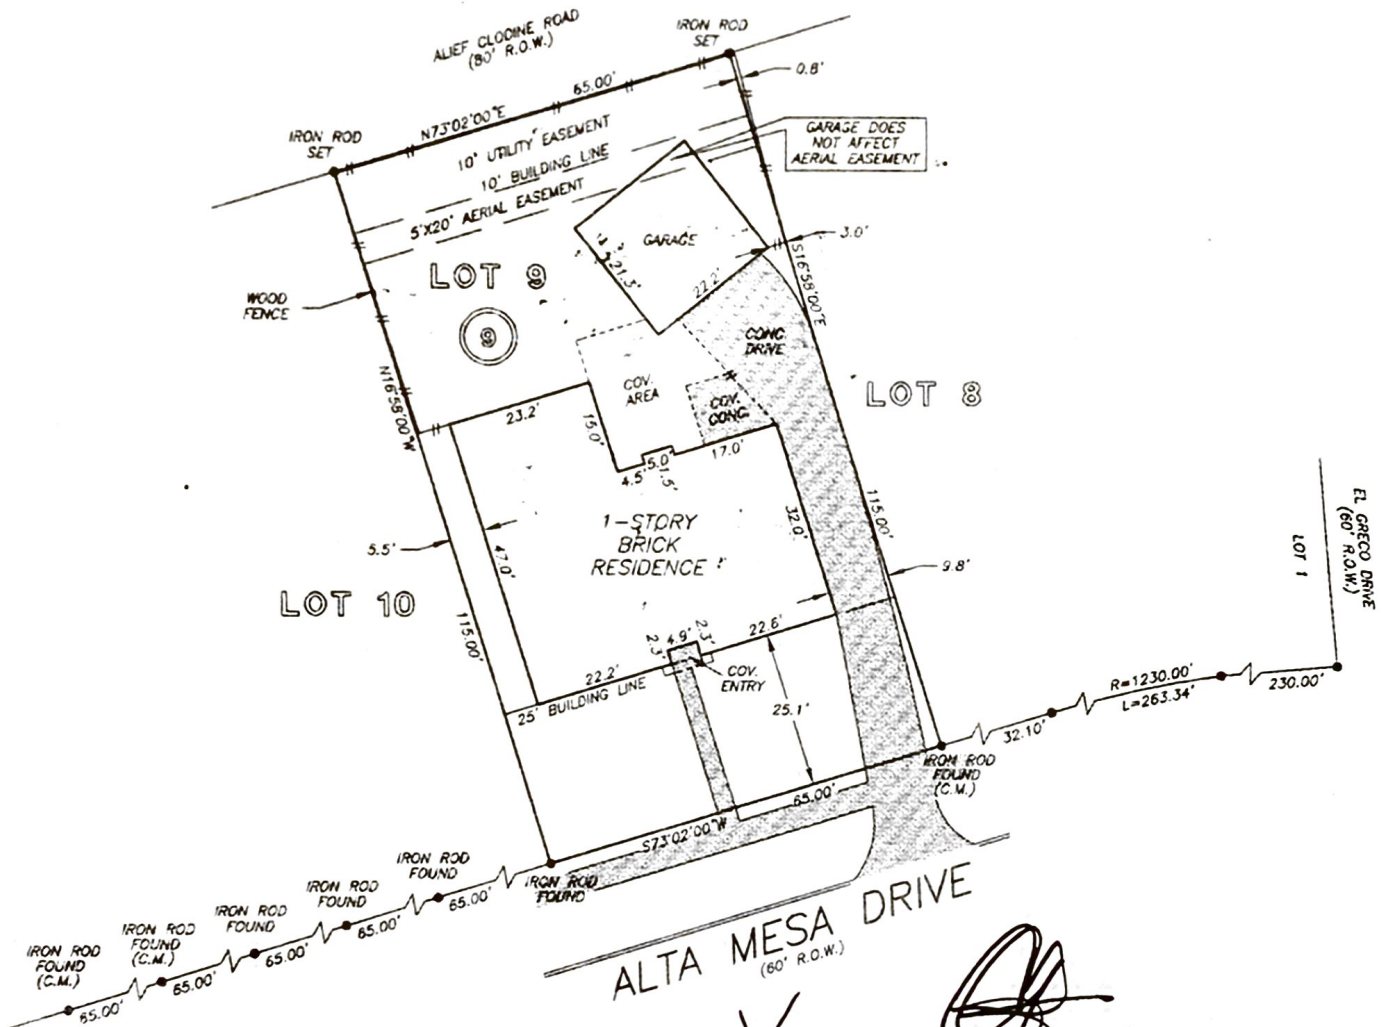 ALIEF CLODINE ROAD
(80' R.O.W.)
IRON ROD
SET
IRON ROD
SET
N73°02'00"E
65.00'
0.8'
10' UTILITY EASEMENT
10' BUILDING LINE
5'X20' AERIAL EASEMENT
GARAGE DOES
NOT AFFECT
AERIAL EASEMENT
GARAGE
21.3'
22.2'
3.0'
S16°58'00"E
LOT 9
9
WOOD
FENCE
N16°58'00"W
CONC.
DRIVE
COV.
AREA
COV.
CONC.
LOT 8
23.2'
15.0'
4.5'
5.0'
1.5'
17.0'
1-STORY
BRICK
RESIDENCE
32.0'
47.0'
115.00'
9.8'
5.5'
LOT 10
115.00'
EL GRECO DRIVE
(60' R.O.W.)
LOT 1
22.2'
2.3'
4.9'
2.3'
22.6'
COV.
ENTRY
25' BUILDING LINE
25.1'
R=1230.00'
L=263.34'
230.00'
32.10'
IRON ROD
FOUND
(C.M.)
65.00'
S73°02'00"W
IRON ROD
FOUND
IRON ROD
FOUND
65.00'
IRON ROD
FOUND
65.00'
IRON ROD
FOUND
65.00'
IRON ROD
FOUND
(C.M.)
65.00'
IRON ROD
FOUND
(C.M.)
65.00'
ALTA MESA DRIVE
(60' R.O.W.)